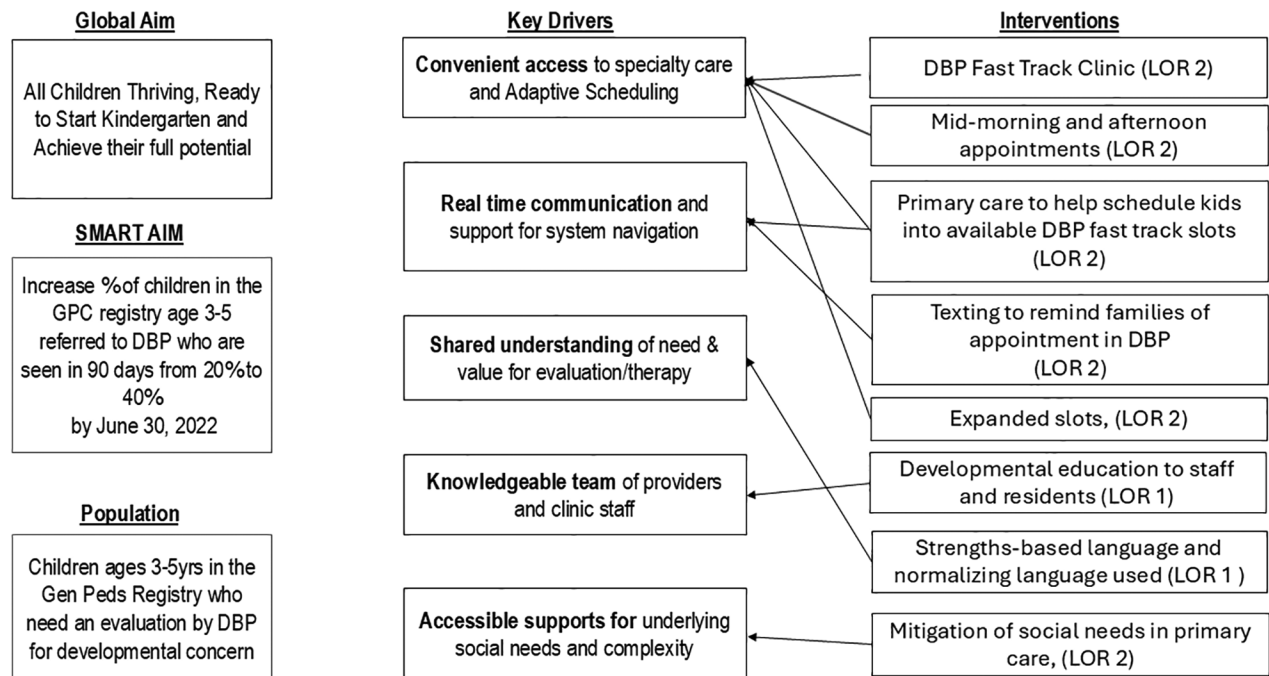 Global Aim
All Children Thriving, Ready
to Start Kindergarten and
Achieve their full potential
SMART AIM
Increase %of children in the
GPC registry age 3-5
referred to DBP who are
seen in 90 days from 20%to
40%
by June 30, 2022
Population
Children ages 3-5yrs in the
Gen Peds Registry who
need an evaluation by DBP
for developmental concern
Key Drivers
Convenient access to specialty care
and Adaptive Scheduling
Real time communication and
support for system navigation
Shared understanding of need &
value for evaluation/therapy
Knowledgeable team of providers
and clinic staff
Accessible supports for underlying
social needs and complexity
Interventions
DBP Fast Track Clinic (LOR 2)
Mid-morning and afternoon
appointments (LOR 2)
Primary care to help schedule kids
into available DBP fast track slots
(LOR 2)
Texting to remind families of
appointment in DBP
(LOR 2)
Expanded slots, (LOR 2)
Developmental education to staff
and residents (LOR 1)
Strengths-based language and
normalizing language used (LOR 1 )
Mitigation of social needs in primary
care, (LOR 2)